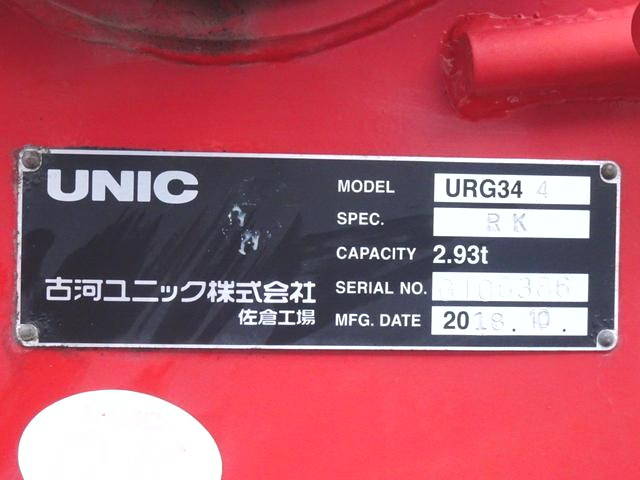 UNIC
MODEL URG34 4
SPEC. RK
CAPACITY 2.93t
古河ユニック株式会社
SERIAL NO.
佐倉工場
MFG. DATE 2018.10.